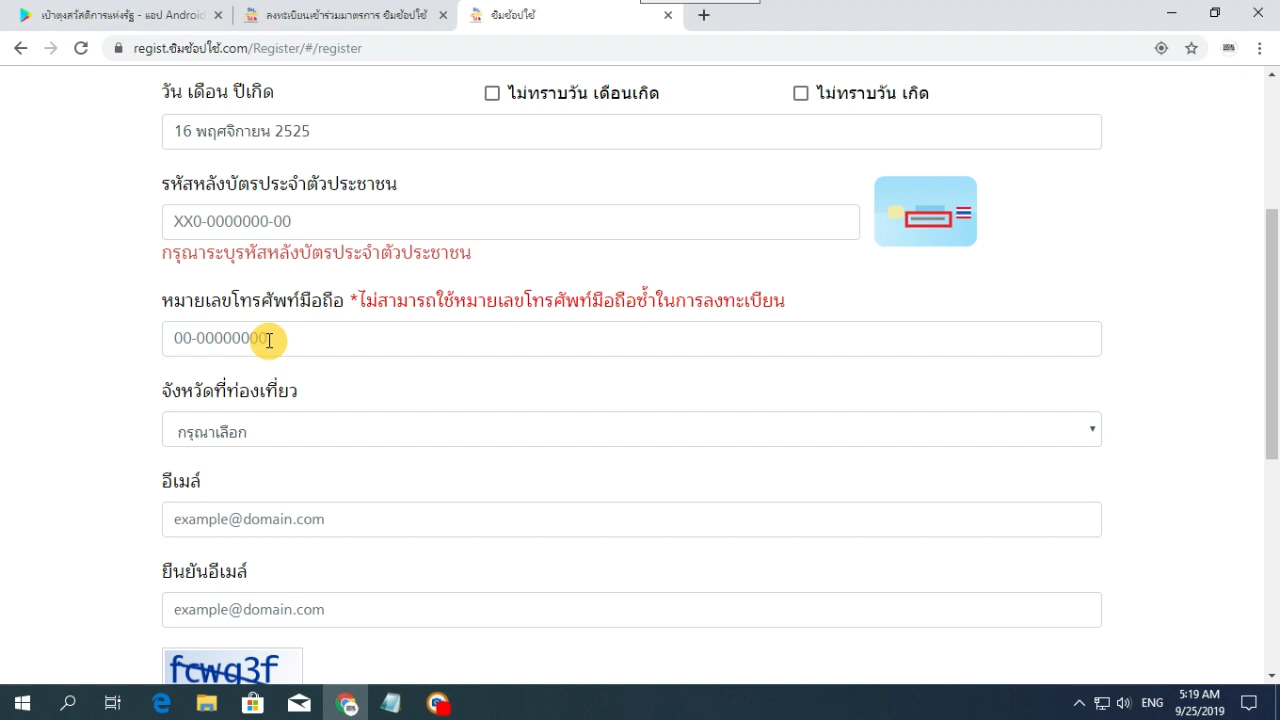 เป๋าตุงสวัสดิการแห่งรัฐ - แอป Android
ลงทะเบียนเข้าร่วมมาตรการ ชิมช้อปใช้
ชิมช้อปใช้
regist.ชิมช้อปใช้.com/Register/#/register
วัน เดือน ปีเกิด
ไม่ทราบวัน เดือนเกิด
ไม่ทราบวัน เกิด
16 พฤศจิกายน 2525
รหัสหลังบัตรประจำตัวประชาชน
XX0-0000000-00
กรุณาระบุรหัสหลังบัตรประจำตัวประชาชน
หมายเลขโทรศัพท์มือถือ *ไม่สามารถใช้หมายเลขโทรศัพท์มือถือซ้ำในการลงทะเบียน
00-00000000
จังหวัดที่ท่องเที่ยว
กรุณาเลือก
อีเมล์
example@domain.com
ยืนยันอีเมล์
example@domain.com
fcwq3f
ENG
5:19 AM
9/25/2019